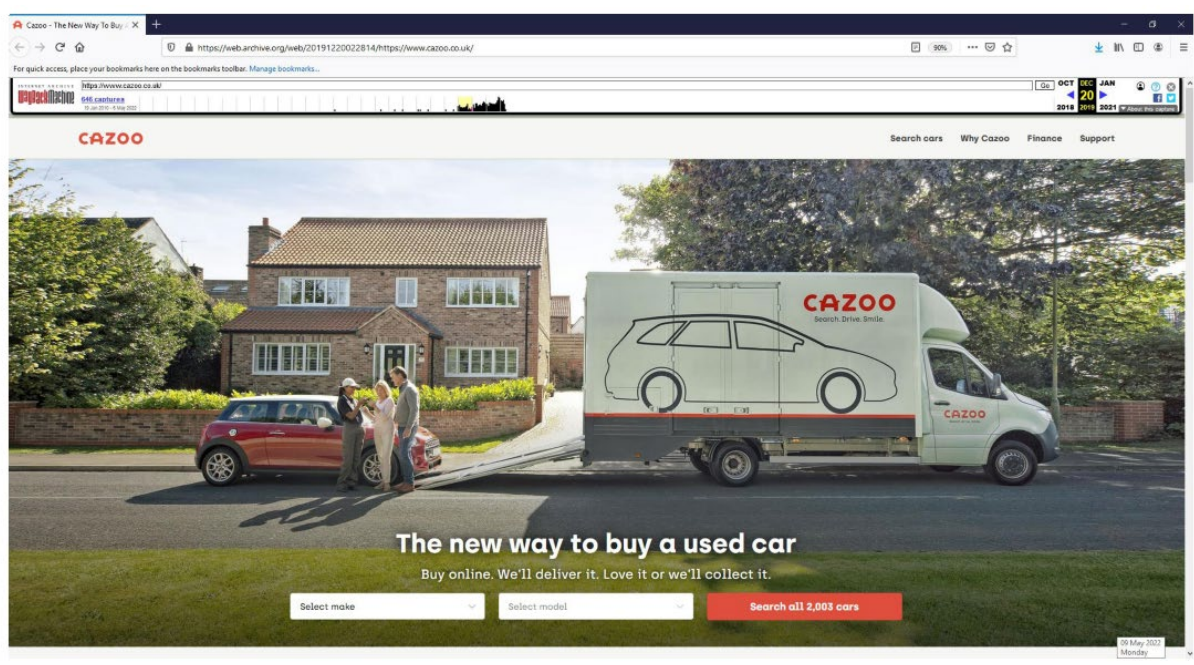 Cazoo - The New Way To Buy
https://web.archive.org/web/20191220022814/https://www.cazoo.co.uk/
90%
For quick access, place your bookmarks here on the bookmarks toolbar. Manage bookmarks...
INTERNET ARCHIVE
WayBackMachine
https://www.cazoo.co.uk/
Go
646 captures
OCT DEC JAN
20
2018 2019 2021
About this capture
CAZOO
Search cars Why Cazoo Finance Support
CAZOO
Search. Drive. Smile.
CAZOO
The new way to buy a used car
Buy online. We'll deliver it. Love it or we'll collect it.
Select make
Select model
Search all 2,003 cars
09 May 2022
Monday